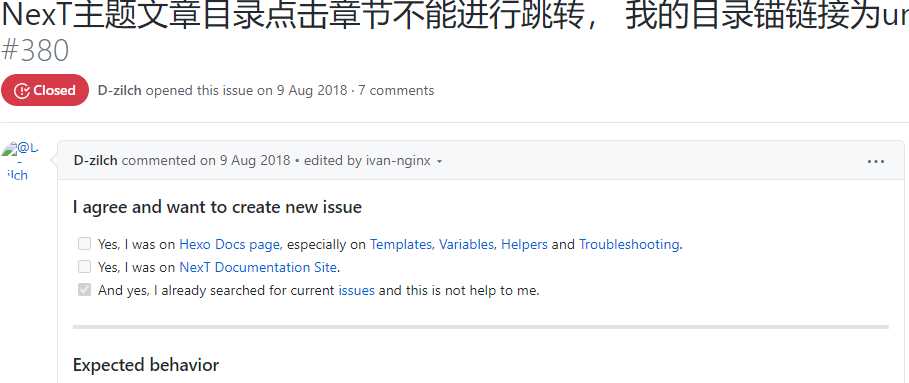 NexT主题文章目录点击章节不能进行跳转， 我的目录锚链接为ur
#380
Closed D-zilch opened this issue on 9 Aug 2018 · 7 comments
@D-zilch
D-zilch commented on 9 Aug 2018 • edited by ivan-nginx
I agree and want to create new issue
Yes, I was on Hexo Docs page, especially on Templates, Variables, Helpers and Troubleshooting.
Yes, I was on NexT Documentation Site.
And yes, I already searched for current issues and this is not help to me.
Expected behavior